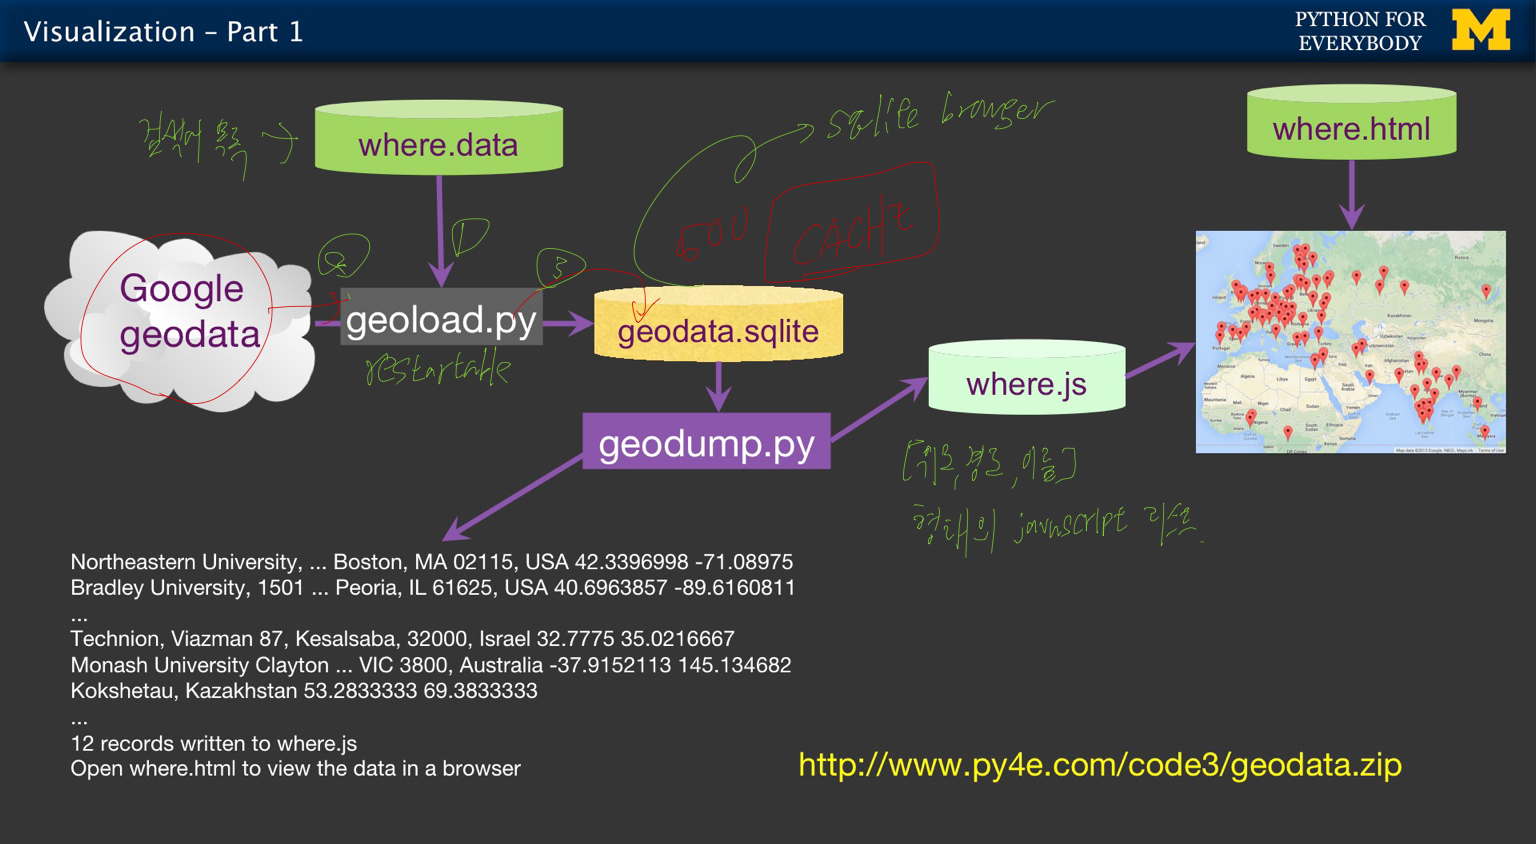 Visualization – Part 1
PYTHON FOR
EVERYBODY
M
검색어 목록 →
where.data
sqlite browser
where.html
500
CACHE
1
2
3
Google
geodata
geoload.py
restartable
geodata.sqlite
where.js
geodump.py
[위도, 경도, 이름]
형태의 javascript 리스트.
Northeastern University, ... Boston, MA 02115, USA 42.3396998 -71.08975
Bradley University, 1501 ... Peoria, IL 61625, USA 40.6963857 -89.6160811
...
Technion, Viazman 87, Kesalsaba, 32000, Israel 32.7775 35.0216667
Monash University Clayton ... VIC 3800, Australia -37.9152113 145.134682
Kokshetau, Kazakhstan 53.2833333 69.3833333
...
12 records written to where.js
Open where.html to view the data in a browser
http://www.py4e.com/code3/geodata.zip